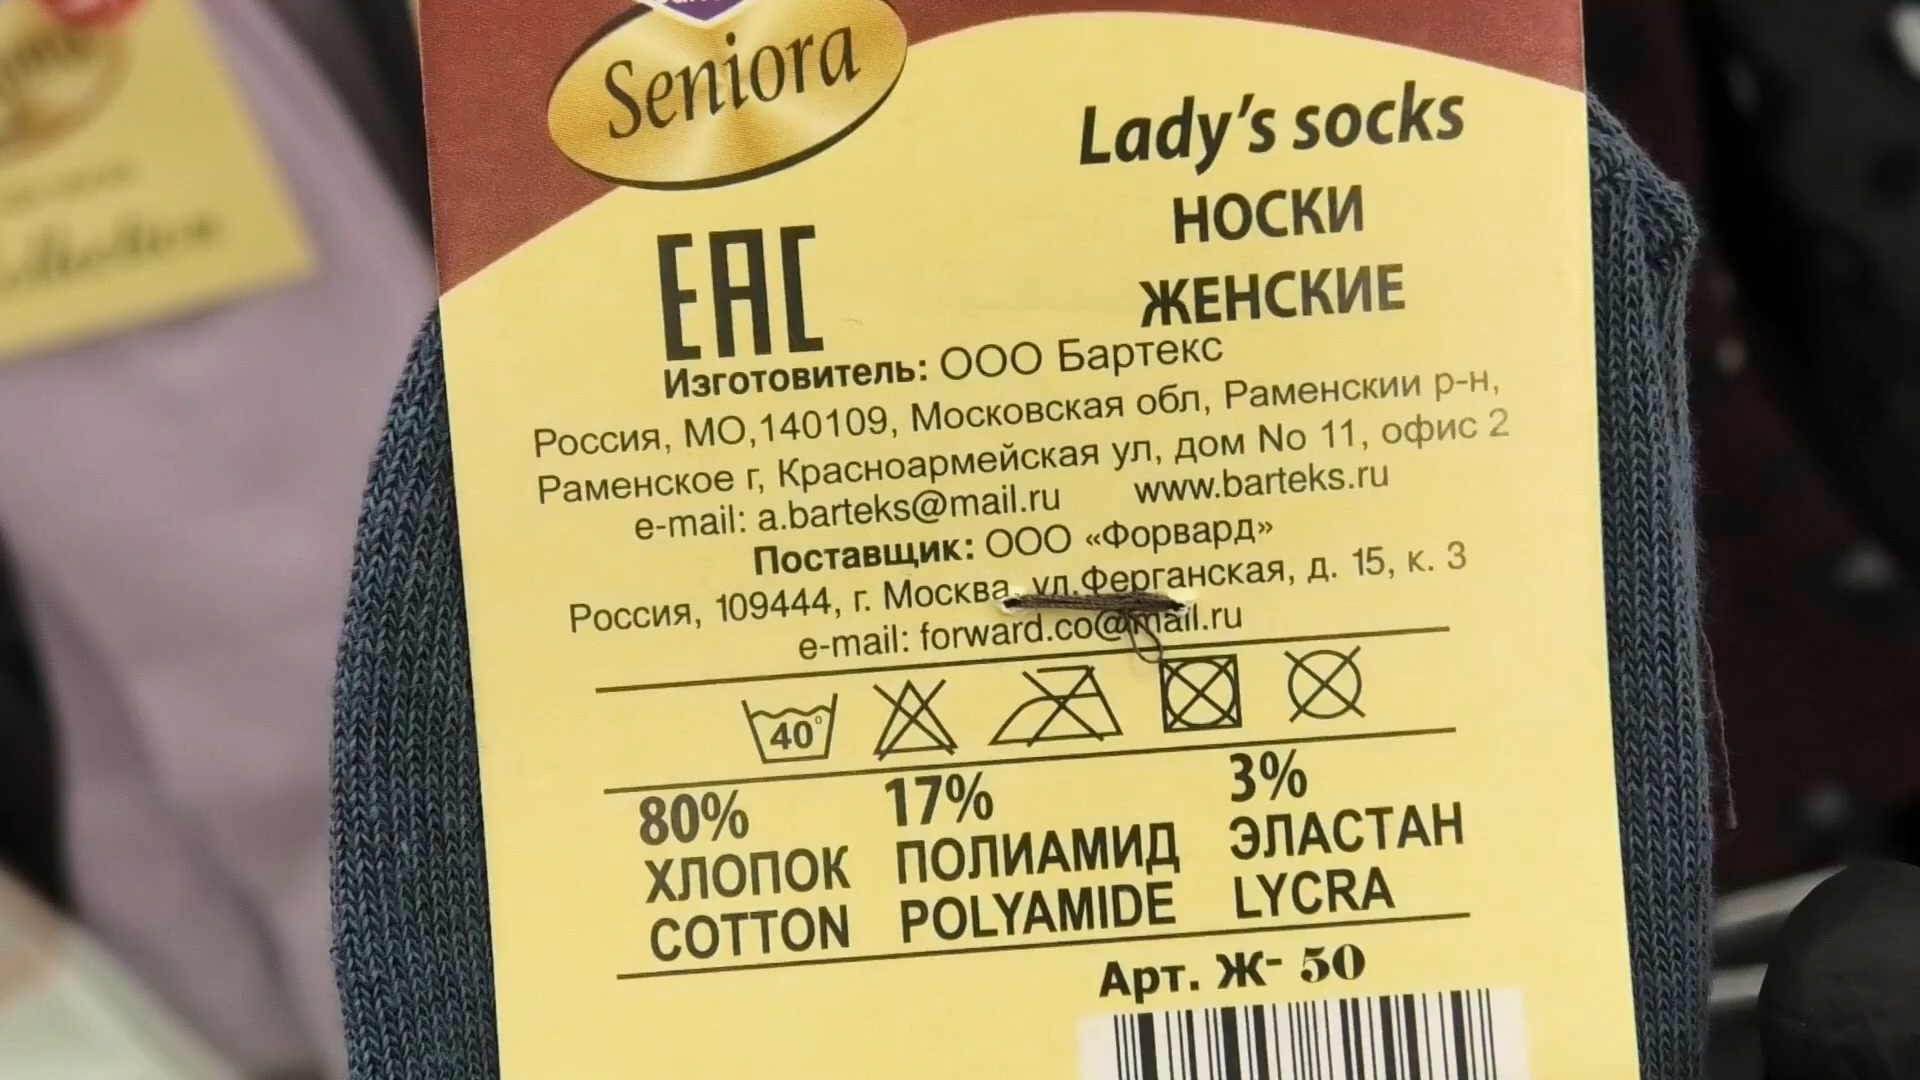 Seniora
Lady's socks
НОСКИ
ЖЕНСКИЕ
ЕАС
Изготовитель: ООО Бартекс
Россия, МО,140109, Московская обл, Раменскии р-н,
Раменское г, Красноармейская ул, дом No 11, офис 2
e-mail: a.barteks@mail.ru www.barteks.ru
Поставщик: ООО «Форвард»
Россия, 109444, г. Москва, ул.Ферганская, д. 15, к. 3
e-mail: forward.co@mail.ru
40°
80% 17% 3%
ХЛОПОК ПОЛИАМИД ЭЛАСТАН
COTTON POLYAMIDE LYCRA
Арт. Ж- 50